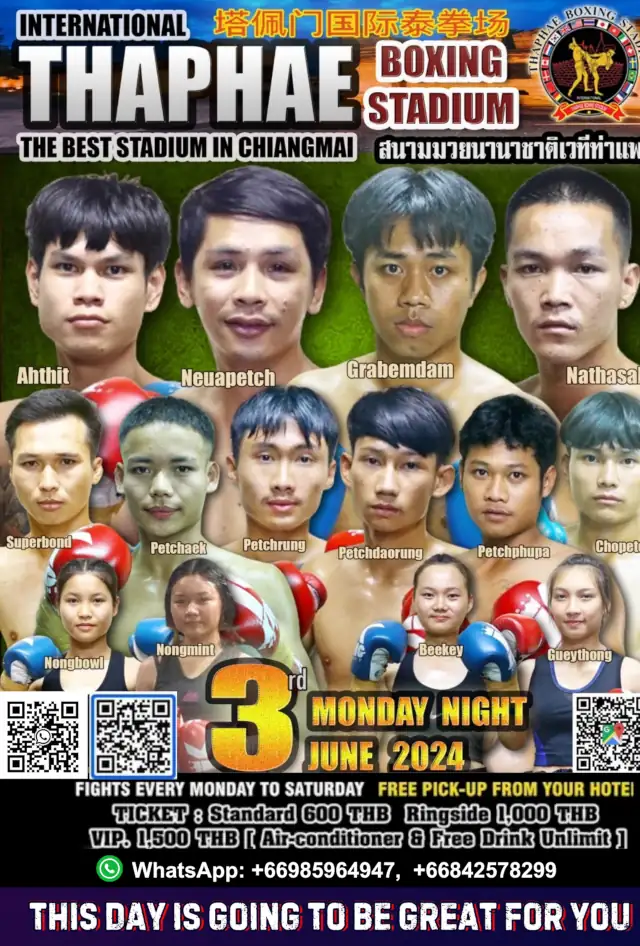 INTERNATIONAL
塔佩门国际泰拳场
THAPHAE
BOXING
STADIUM
THAPHAE BOXING STA
THE BEST STADIUM IN CHIANGMAI
สนามมวยนานาชาติเวทีท่าแพ
Ahthit
Neuapetch
Grabemdam
Nathasa
Superbond
Petchaek
Petchrung
Petchdaorung
Petchphupa
Chopet
Nongbowl
Nongmint
Beekey
Gueythong
3rd
MONDAY NIGHT
JUNE 2024
FIGHTS EVERY MONDAY TO SATURDAY FREE PICK-UP FROM YOUR HOTEL
TICKET : Standard 600 THB Ringside 1,000 THB
VIP. 1,500 THB [ Air-conditioner & Free Drink Unlimit ]
WhatsApp: +66985964947, +66842578299
THIS DAY IS GOING TO BE GREAT FOR YOU